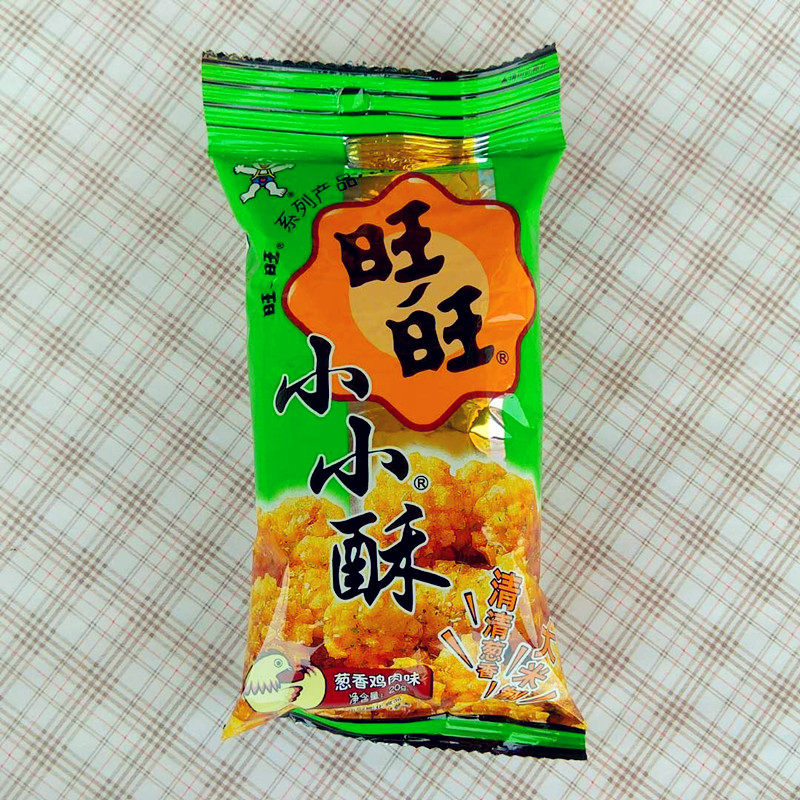 系列产品
旺-旺®
旺
旺®
小
小®
酥
清清葱香
大米
葱香鸡肉味
净含量: 20g